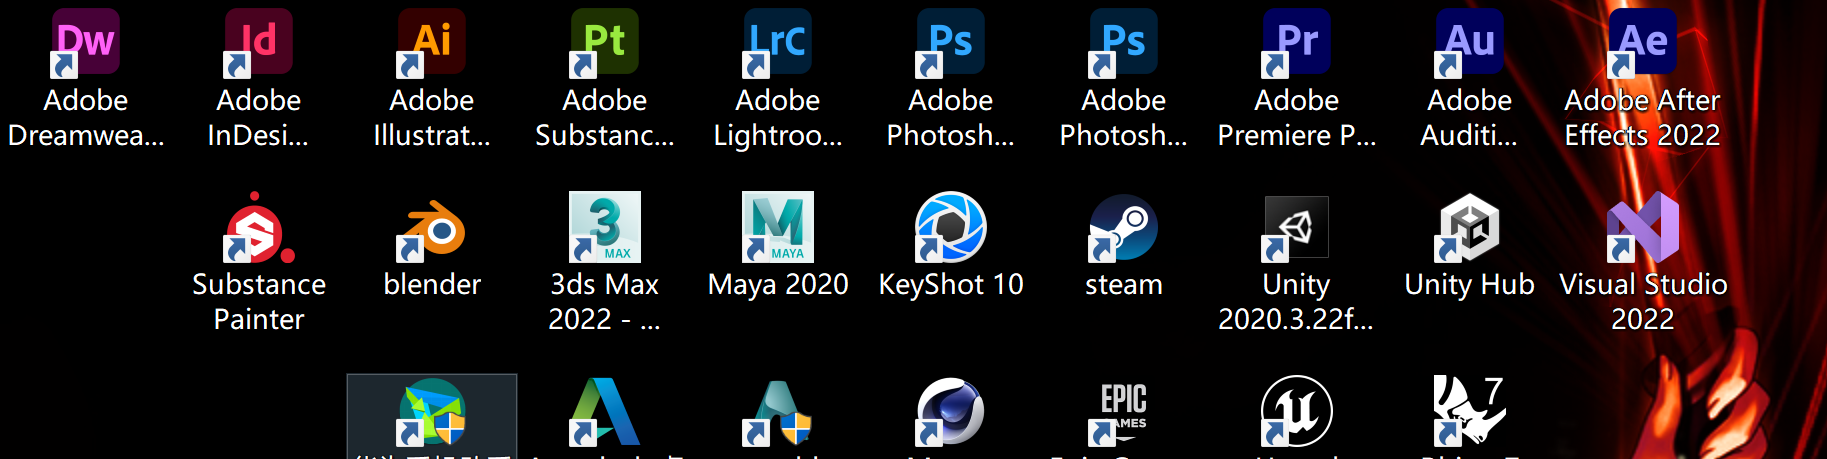 Dw Id Ai Pt LrC Ps Ps Pr Au Ae
Adobe Dreamwea...
Adobe InDesi...
Adobe Illustrat...
Adobe Substanc...
Adobe Lightroo...
Adobe Photosh...
Adobe Photosh...
Adobe Premiere P...
Adobe Auditi...
Adobe After Effects 2022
3 MAX
M MAYA
Substance Painter
blender
3ds Max 2022 - ...
Maya 2020
KeyShot 10
steam
Unity 2020.3.22f...
Unity Hub
Visual Studio 2022
EPIC GAMES
7